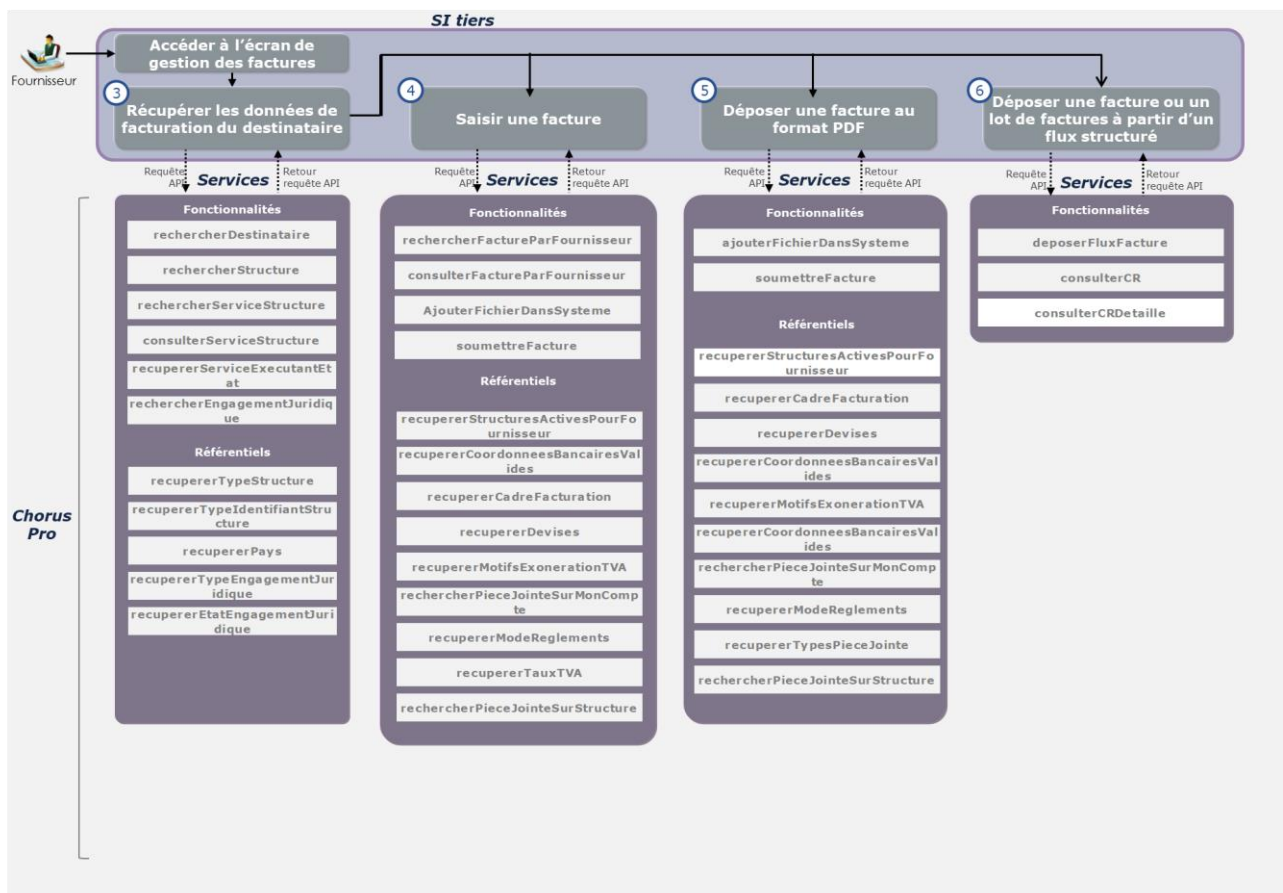 SI tiers
Fournisseur
Accéder à l'écran de
gestion des factures
3
Récupérer les données de
facturation du destinataire
4
Saisir une facture
5
Déposer une facture au
format PDF
6
Déposer une facture ou un
lot de factures à partir d'un
flux structuré
Requête
API
Services
Retour
requête API
Requête
API
Services
Retour
requête API
Requête
API
Services
Retour
requête API
Requête
API
Services
Retour
requête API
Chorus
Pro
Fonctionnalités
rechercherDestinataire
rechercherStructure
rechercherServiceStructure
consulterServiceStructure
recupererServiceExecutantEt
at
rechercherEngagementJuridiq
ue
Référentiels
recupererTypeStructure
recupererTypeIdentifiantStru
cture
recupererPays
recupererTypeEngagementJur
idique
recupererEtatEngagementJuri
dique
Fonctionnalités
rechercherFactureParFournisseur
consulterFactureParFournisseur
AjouterFichierDansSysteme
soumettreFacture
Référentiels
recupererStructuresActivesPourFo
urnisseur
recupererCoordonneesBancairesVal
ides
recupererCadreFacturation
recupererDevises
recupererMotifsExonerationTVA
rechercherPieceJointeSurMonComp
te
recupererModeReglements
recupererTauxTVA
rechercherPieceJointeSurStructure
Fonctionnalités
ajouterFichierDansSysteme
soumettreFacture
Référentiels
recupererStructuresActivesPourFo
urnisseur
recupererCadreFacturation
recupererDevises
recupererCoordonneesBancairesVal
ides
recupererMotifsExonerationTVA
recupererCoordonneesBancairesVal
ides
rechercherPieceJointeSurMonComp
te
recupererModeReglements
recupererTypesPieceJointe
rechercherPieceJointeSurStructure
Fonctionnalités
deposerFluxFacture
consulterCR
consulterCRDetaille